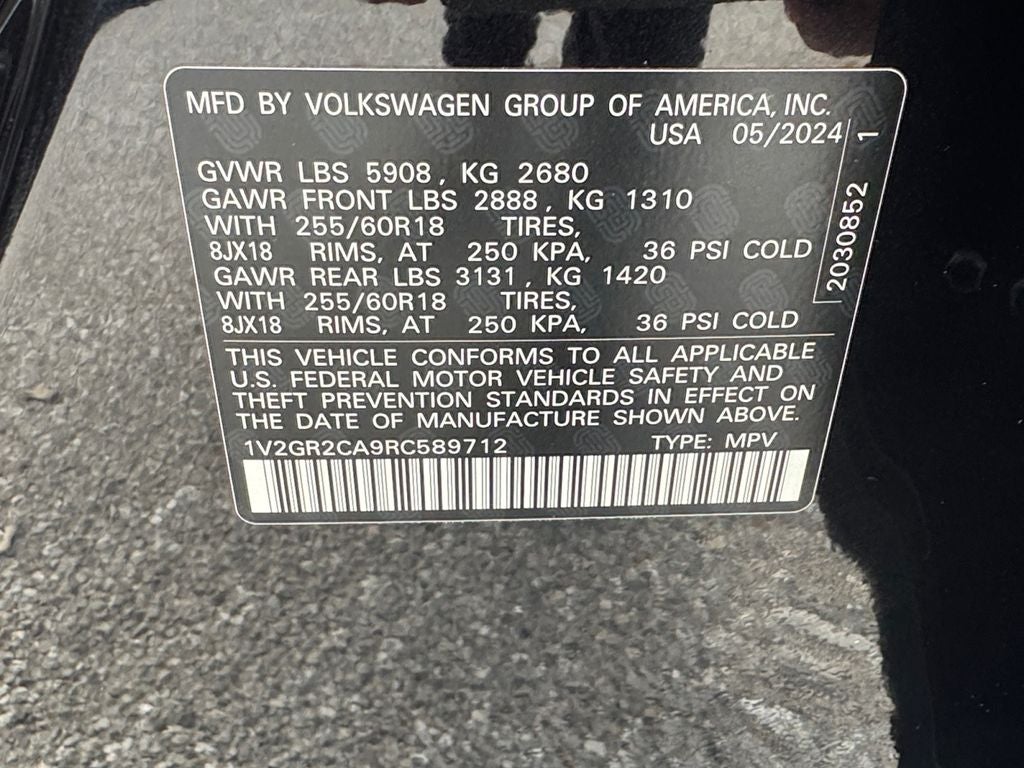 MFD BY VOLKSWAGEN GROUP OF AMERICA, INC.
USA 05/2024
GVWR LBS 5908, KG 2680
GAWR FRONT LBS 2888, KG 1310
WITH 255/60R18 TIRES,
8JX18 RIMS, AT 250 KPA, 36 PSI COLD
GAWR REAR LBS 3131, KG 1420
WITH 255/60R18 TIRES,
8JX18 RIMS, AT 250 KPA, 36 PSI COLD
2030852 1
THIS VEHICLE CONFORMS TO ALL APPLICABLE
U.S. FEDERAL MOTOR VEHICLE SAFETY AND
THEFT PREVENTION STANDARDS IN EFFECT ON
THE DATE OF MANUFACTURE SHOWN ABOVE.
1V2GR2CA9RC589712 TYPE: MPV